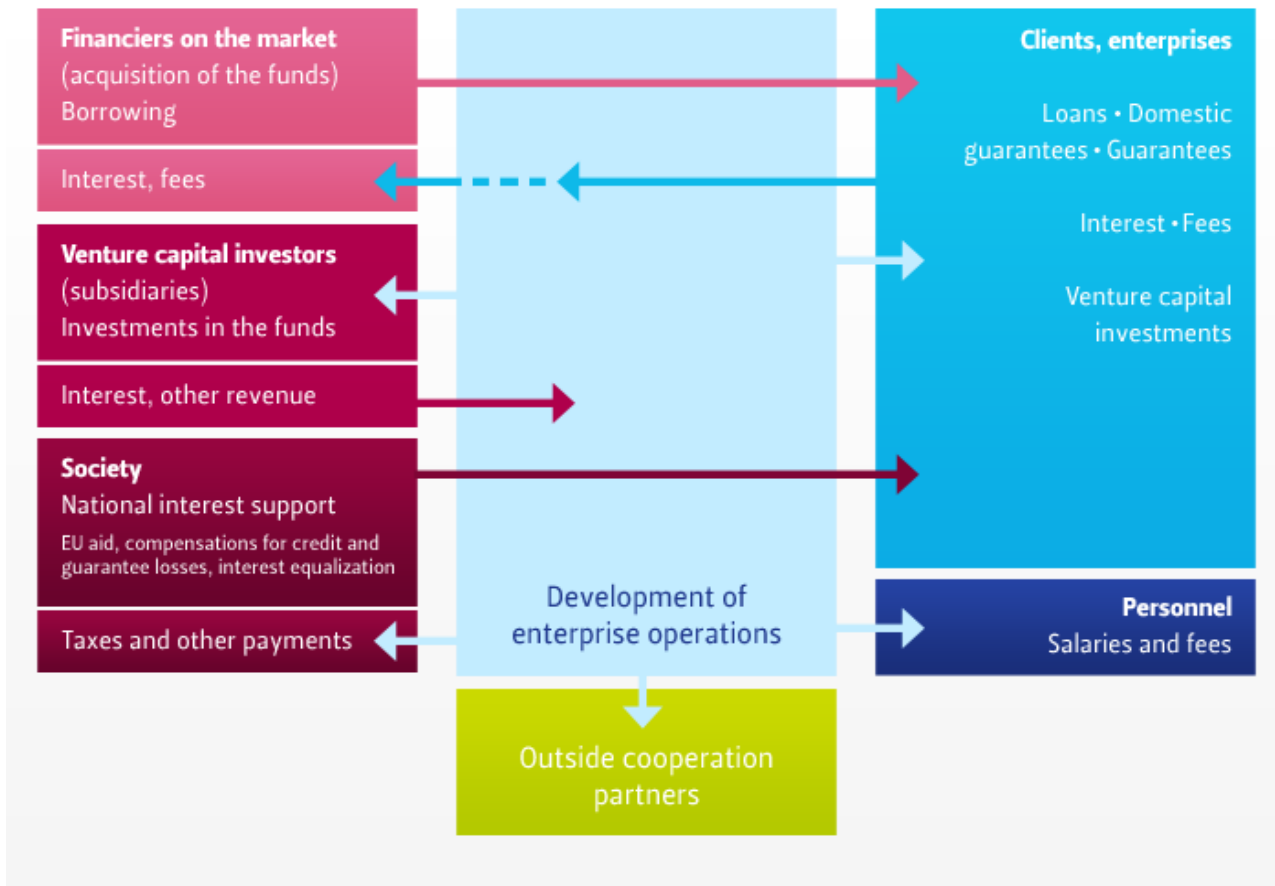 Financiers on the market
(acquisition of the funds)
Borrowing
Interest, fees
Venture capital investors
(subsidiaries)
Investments in the funds
Interest, other revenue
Society
National interest support
EU aid, compensations for credit and
guarantee losses, interest equalization
Taxes and other payments
Development of
enterprise operations
Outside cooperation
partners
Clients, enterprises
Loans • Domestic
guarantees • Guarantees
Interest • Fees
Venture capital
investments
Personnel
Salaries and fees